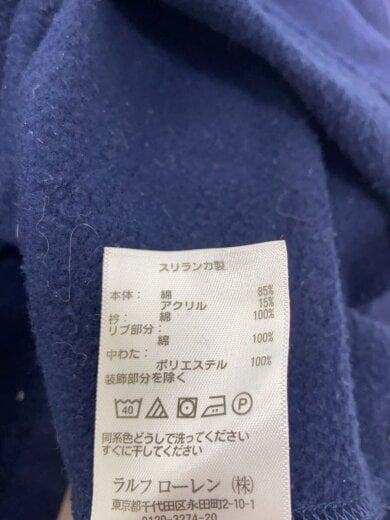 スリランカ製
本体： 綿 85%
アクリル 15%
衿： 綿 100%
リブ部分：
綿 100%
中わた：
ポリエステル 100%
装飾部分を除く
40 P
同系色どうしで洗ってください
すぐに干してください
ラルフ ローレン（株）
東京都千代田区永田町2-10-1
0120-3274-20